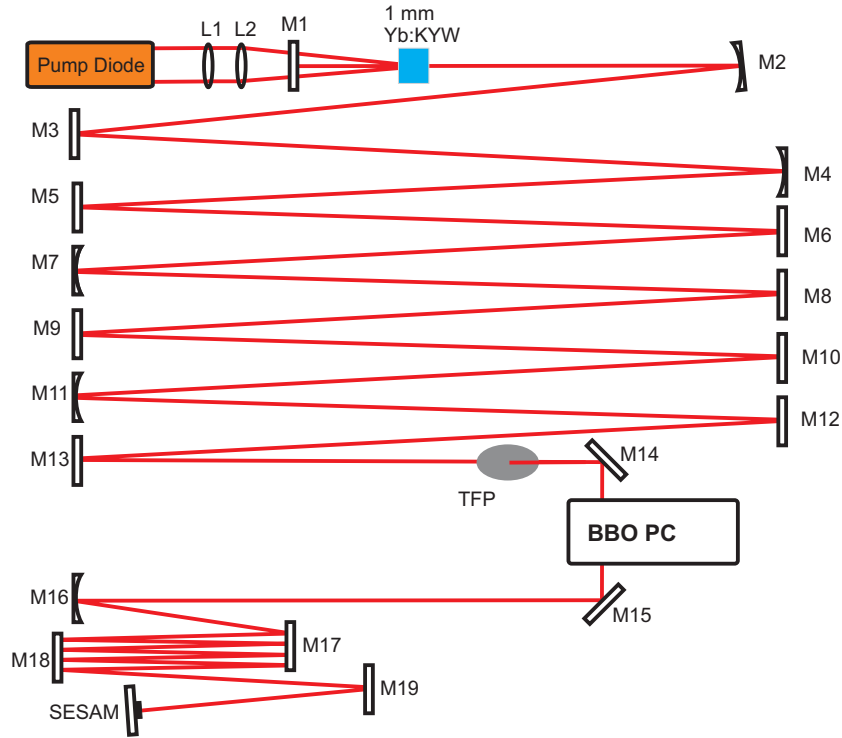 1 mm
Yb:KYW
L1 L2 M1
Pump Diode
M2
M3
M4
M5
M6
M7
M8
M9
M10
M11
M12
M13
M14
TFP
BBO PC
M16
M15
M17
M18
M19
SESAM